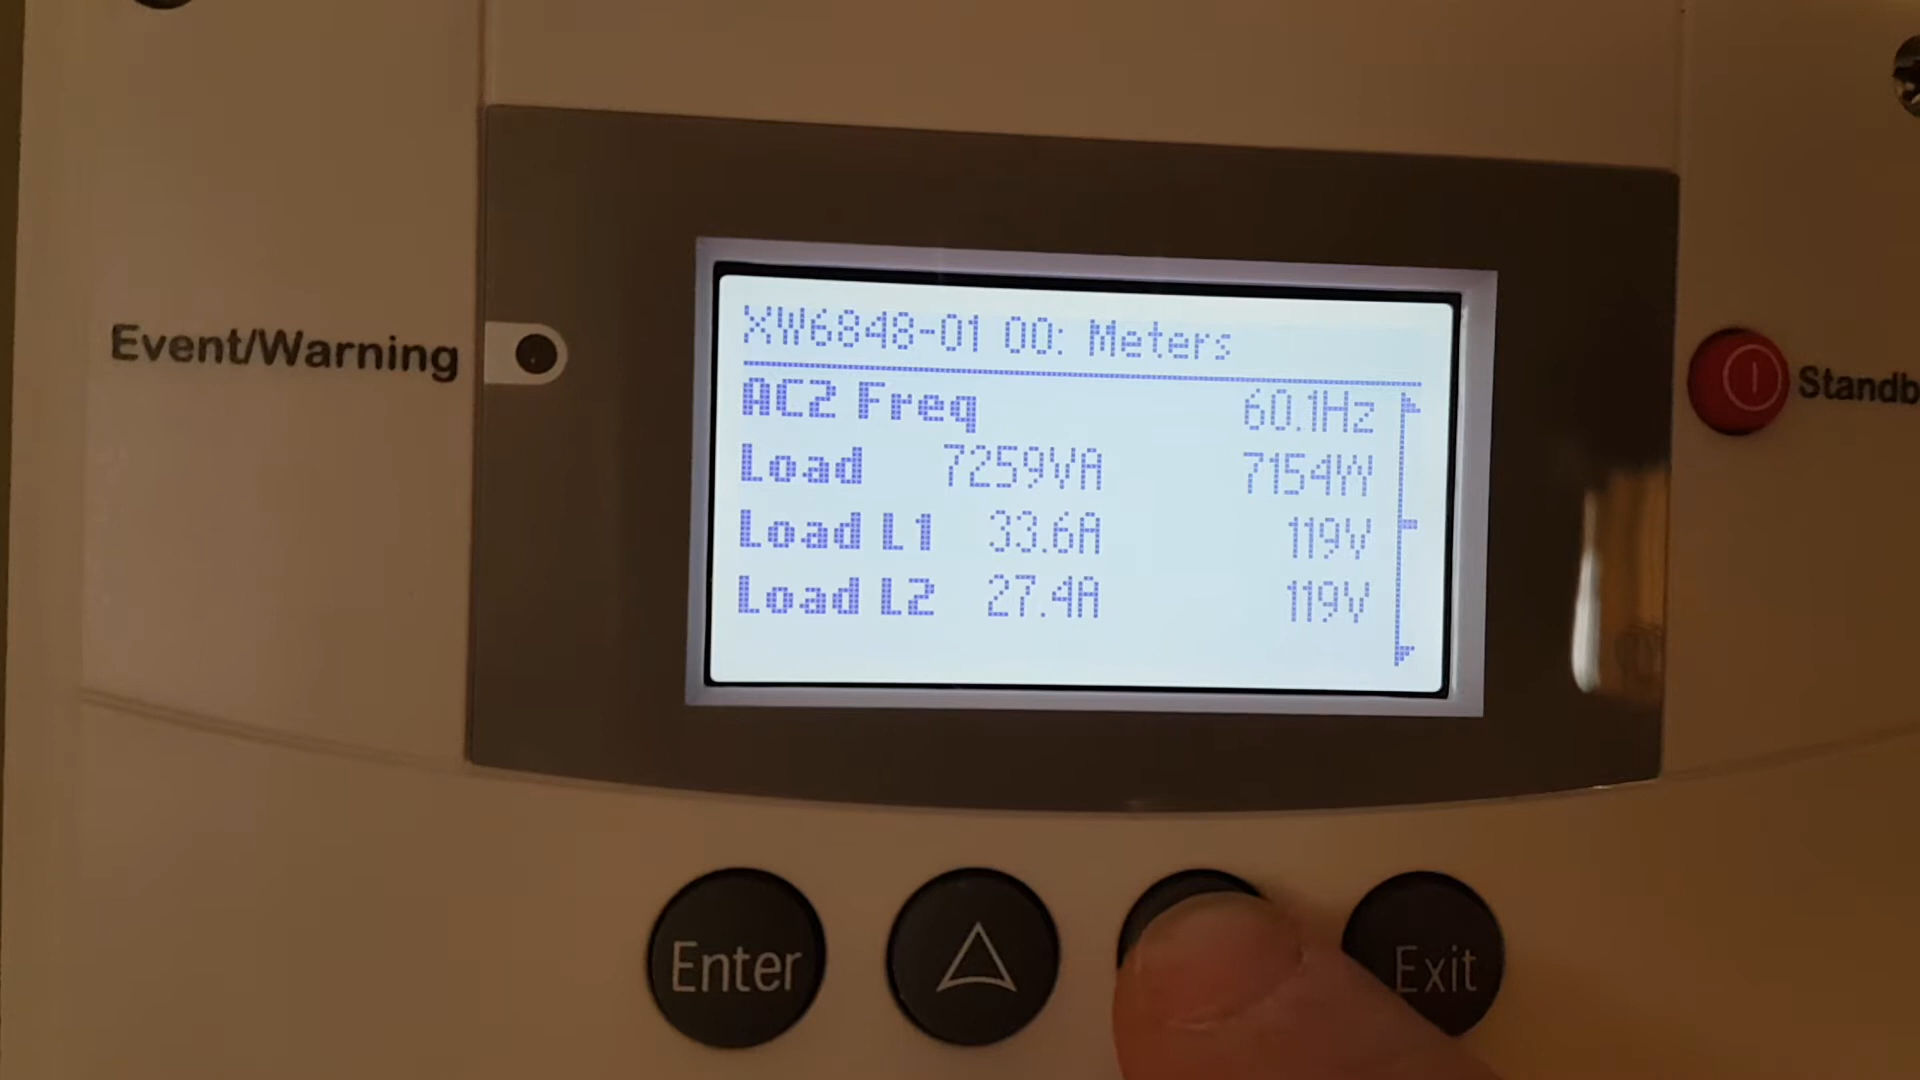 XW6848-01 00: Meters
AC2 Freq 60.1Hz
Load 7259VA 7154W
Load L1 33.6A 119V
Load L2 27.4A 119V
Event/Warning
Standb
Enter
Exit